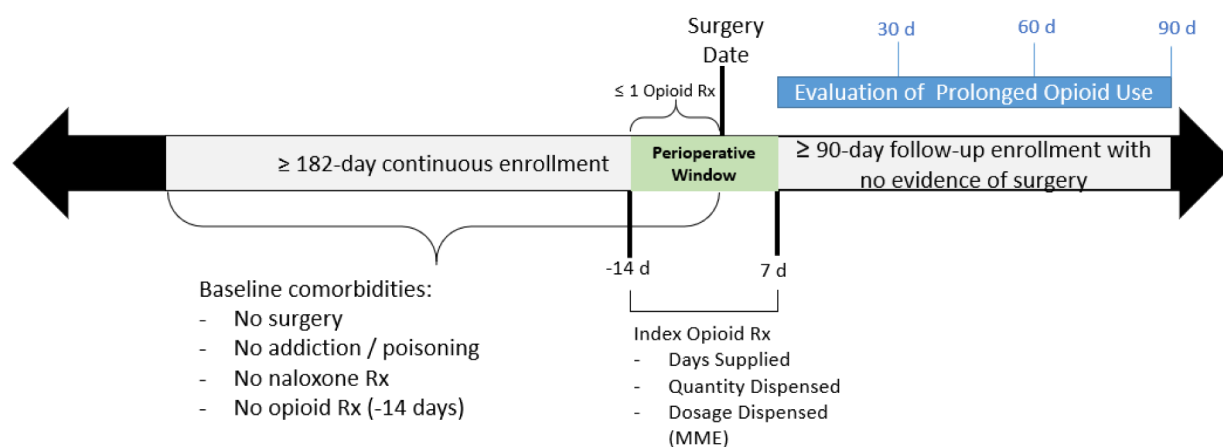 Surgery
Date
30 d
60 d
90 d
≤ 1 Opioid Rx
Evaluation of Prolonged Opioid Use
≥ 182-day continuous enrollment
Perioperative
Window
≥ 90-day follow-up enrollment with
no evidence of surgery
-14 d
7 d
Baseline comorbidities:
- No surgery
- No addiction / poisoning
- No naloxone Rx
- No opioid Rx (-14 days)
Index Opioid Rx
- Days Supplied
- Quantity Dispensed
- Dosage Dispensed
(MME)